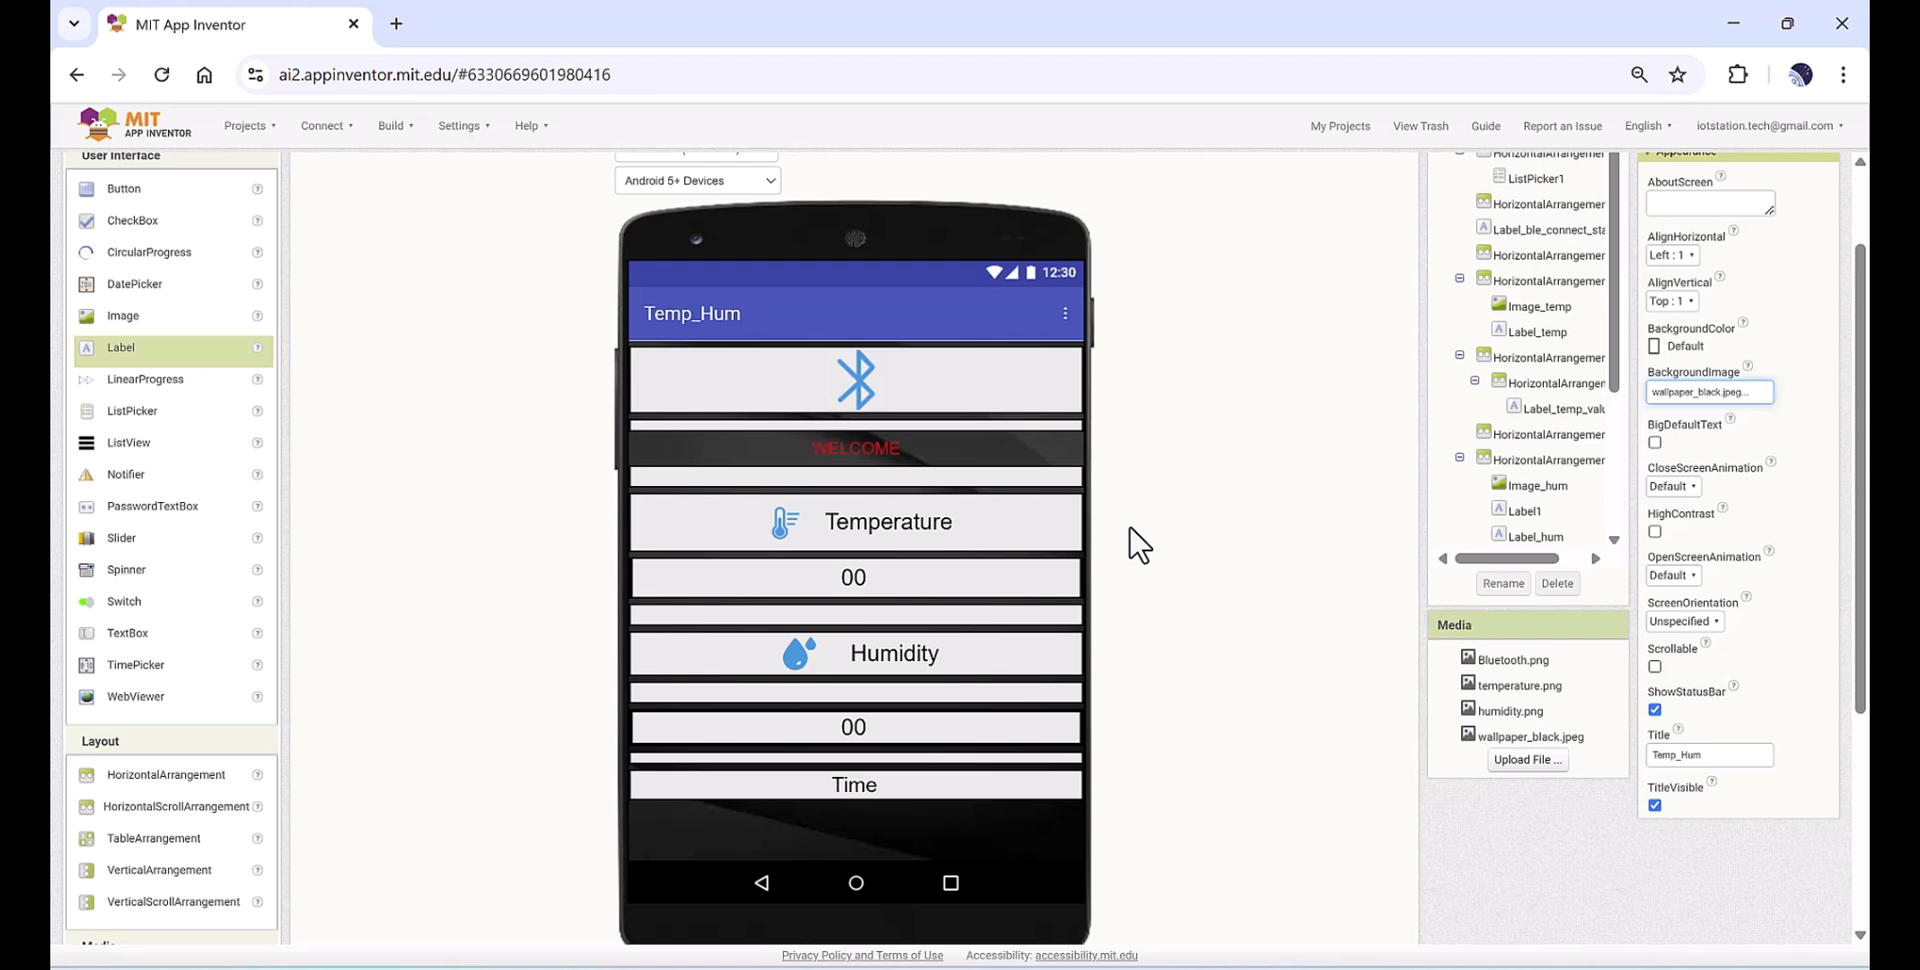 MIT App Inventor
ai2.appinventor.mit.edu/#6330669601980416
MIT
APP INVENTOR
Projects
Connect
Build
Settings
Help
My Projects
View Trash
Guide
Report an Issue
English
iotstation.tech@gmail.com
User Interface
Button
CheckBox
CircularProgress
DatePicker
Image
Label
LinearProgress
ListPicker
ListView
Notifier
PasswordTextBox
Slider
Spinner
Switch
TextBox
TimePicker
WebViewer
Layout
HorizontalArrangement
HorizontalScrollArrangement
TableArrangement
VerticalArrangement
VerticalScrollArrangement
Android 5+ Devices
12:30
Temp_Hum
WELCOME
Temperature
00
Humidity
00
Time
HorizontalArrangemer
ListPicker1
HorizontalArrangemer
Label_ble_connect_sta
HorizontalArrangemer
HorizontalArrangemer
Image_temp
Label_temp
HorizontalArrangemer
HorizontalArranger
Label_temp_valu
HorizontalArrangemer
HorizontalArrangemer
Image_hum
Label1
Label_hum
Rename
Delete
Media
Bluetooth.png
temperature.png
humidity.png
wallpaper_black.jpeg
Upload File ...
Appearance
AboutScreen
AlignHorizontal
Left : 1
AlignVertical
Top : 1
BackgroundColor
Default
BackgroundImage
wallpaper_black.jpeg...
BigDefaultText
CloseScreenAnimation
Default
HighContrast
OpenScreenAnimation
Default
ScreenOrientation
Unspecified
Scrollable
ShowStatusBar
Title
Temp_Hum
TitleVisible
Privacy Policy and Terms of Use
Accessibility: accessibility.mit.edu